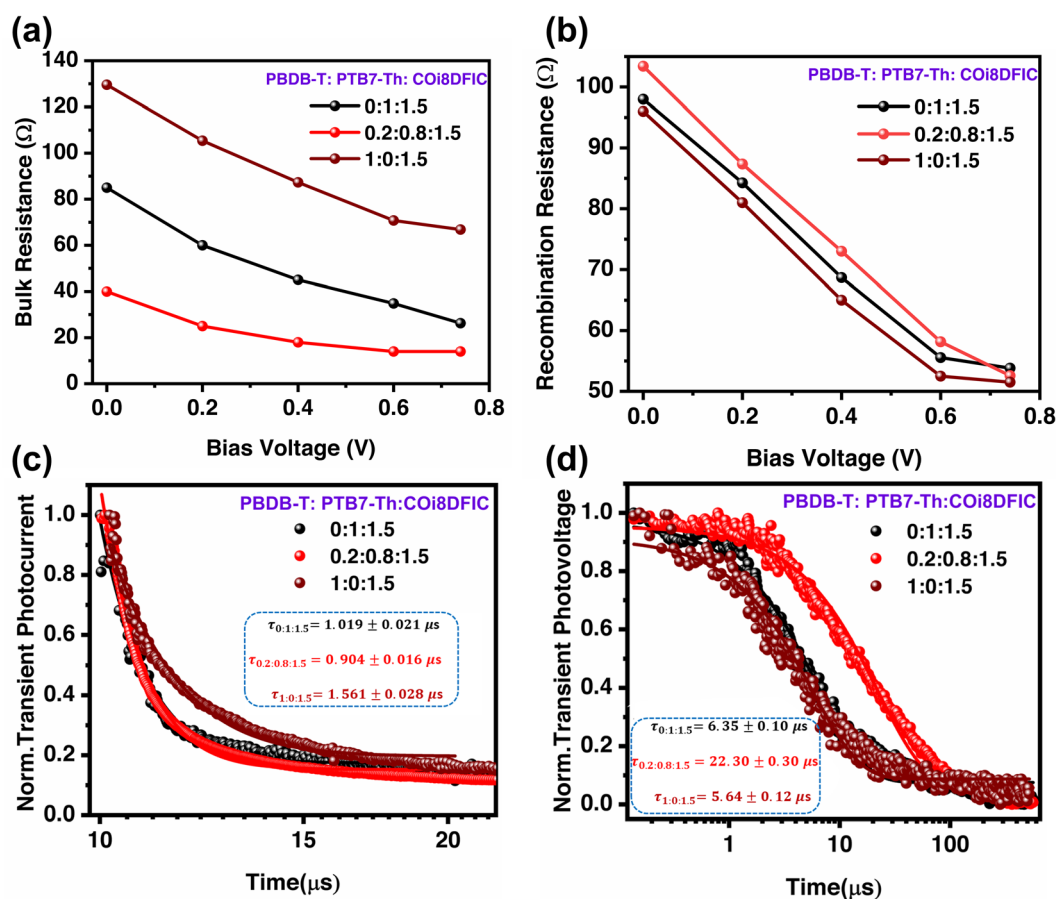 (a)
PBDB-T: PTB7-Th: COi8DFIC
0:1:1.5
0.2:0.8:1.5
1:0:1.5
Bulk Resistance (Ω)
140
120
100
80
60
40
20
0
0.0 0.2 0.4 0.6 0.8
Bias Voltage (V)
(b)
PBDB-T: PTB7-Th: COi8DFIC
0:1:1.5
0.2:0.8:1.5
1:0:1.5
Recombination Resistance (Ω)
100
90
80
70
60
50
0.0 0.2 0.4 0.6 0.8
Bias Voltage (V)
(c)
PBDB-T: PTB7-Th:COi8DFIC
0:1:1.5
0.2:0.8:1.5
1:0:1.5
τ0:1:1.5= 1.019 ± 0.021 μs
τ0.2:0.8:1.5 = 0.904 ± 0.016 μs
τ1:0:1.5= 1.561 ± 0.028 μs
Norm.Transient Photocurrent
1.0
0.8
0.6
0.4
0.2
0.0
10 15 20
Time(μs)
(d)
PBDB-T: PTB7-Th:COi8DFIC
0:1:1.5
0.2:0.8:1.5
1:0:1.5
τ0:1:1.5= 6.35 ± 0.10 μs
τ0.2:0.8:1.5 = 22.30 ± 0.30 μs
τ1:0:1.5= 5.64 ± 0.12 μs
Norm.Transient Photovoltage
1.0
0.8
0.6
0.4
0.2
0.0
1 10 100
Time(μs)